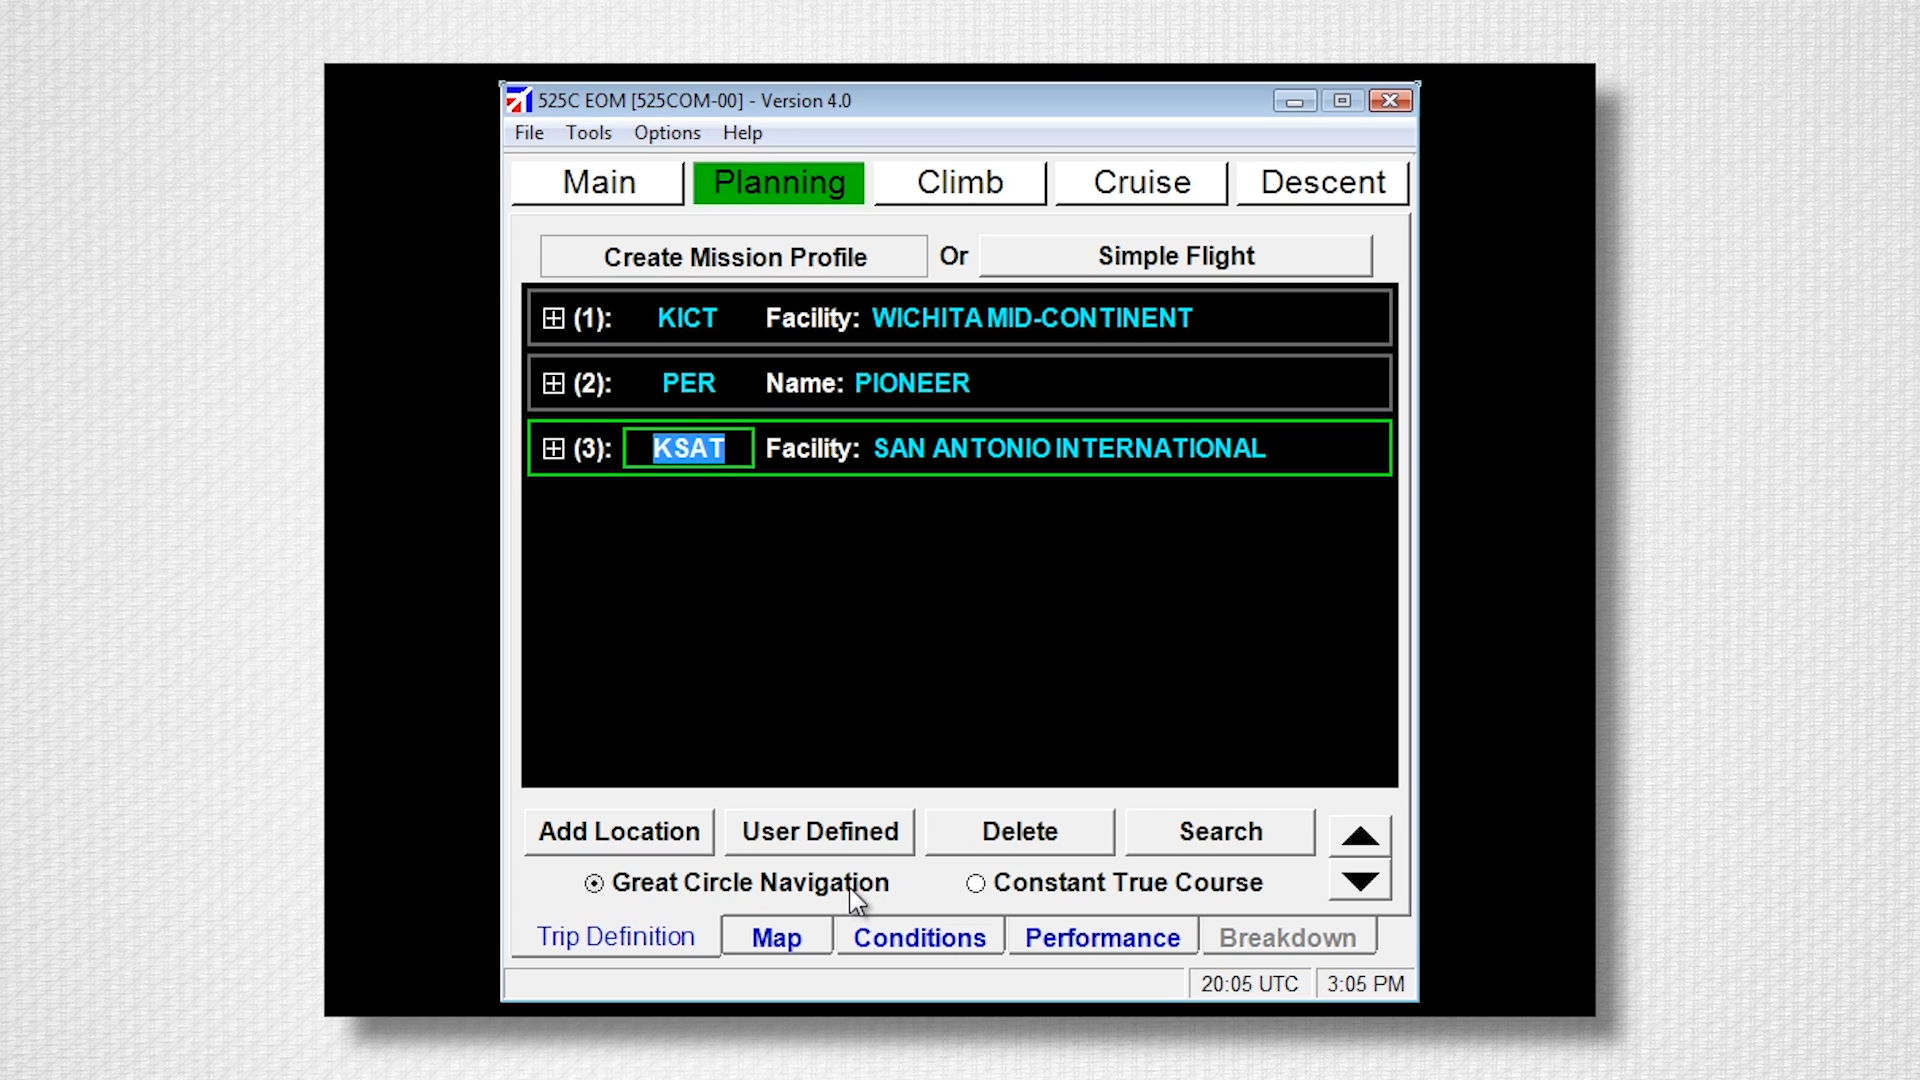 525C EOM [525COM-00] - Version 4.0
File Tools Options Help
Main Planning Climb Cruise Descent
Create Mission Profile Or Simple Flight
(1): KICT Facility: WICHITA MID-CONTINENT
(2): PER Name: PIONEER
(3): KSAT Facility: SAN ANTONIO INTERNATIONAL
Add Location User Defined Delete Search
Great Circle Navigation Constant True Course
Trip Definition Map Conditions Performance Breakdown
20:05 UTC 3:05 PM